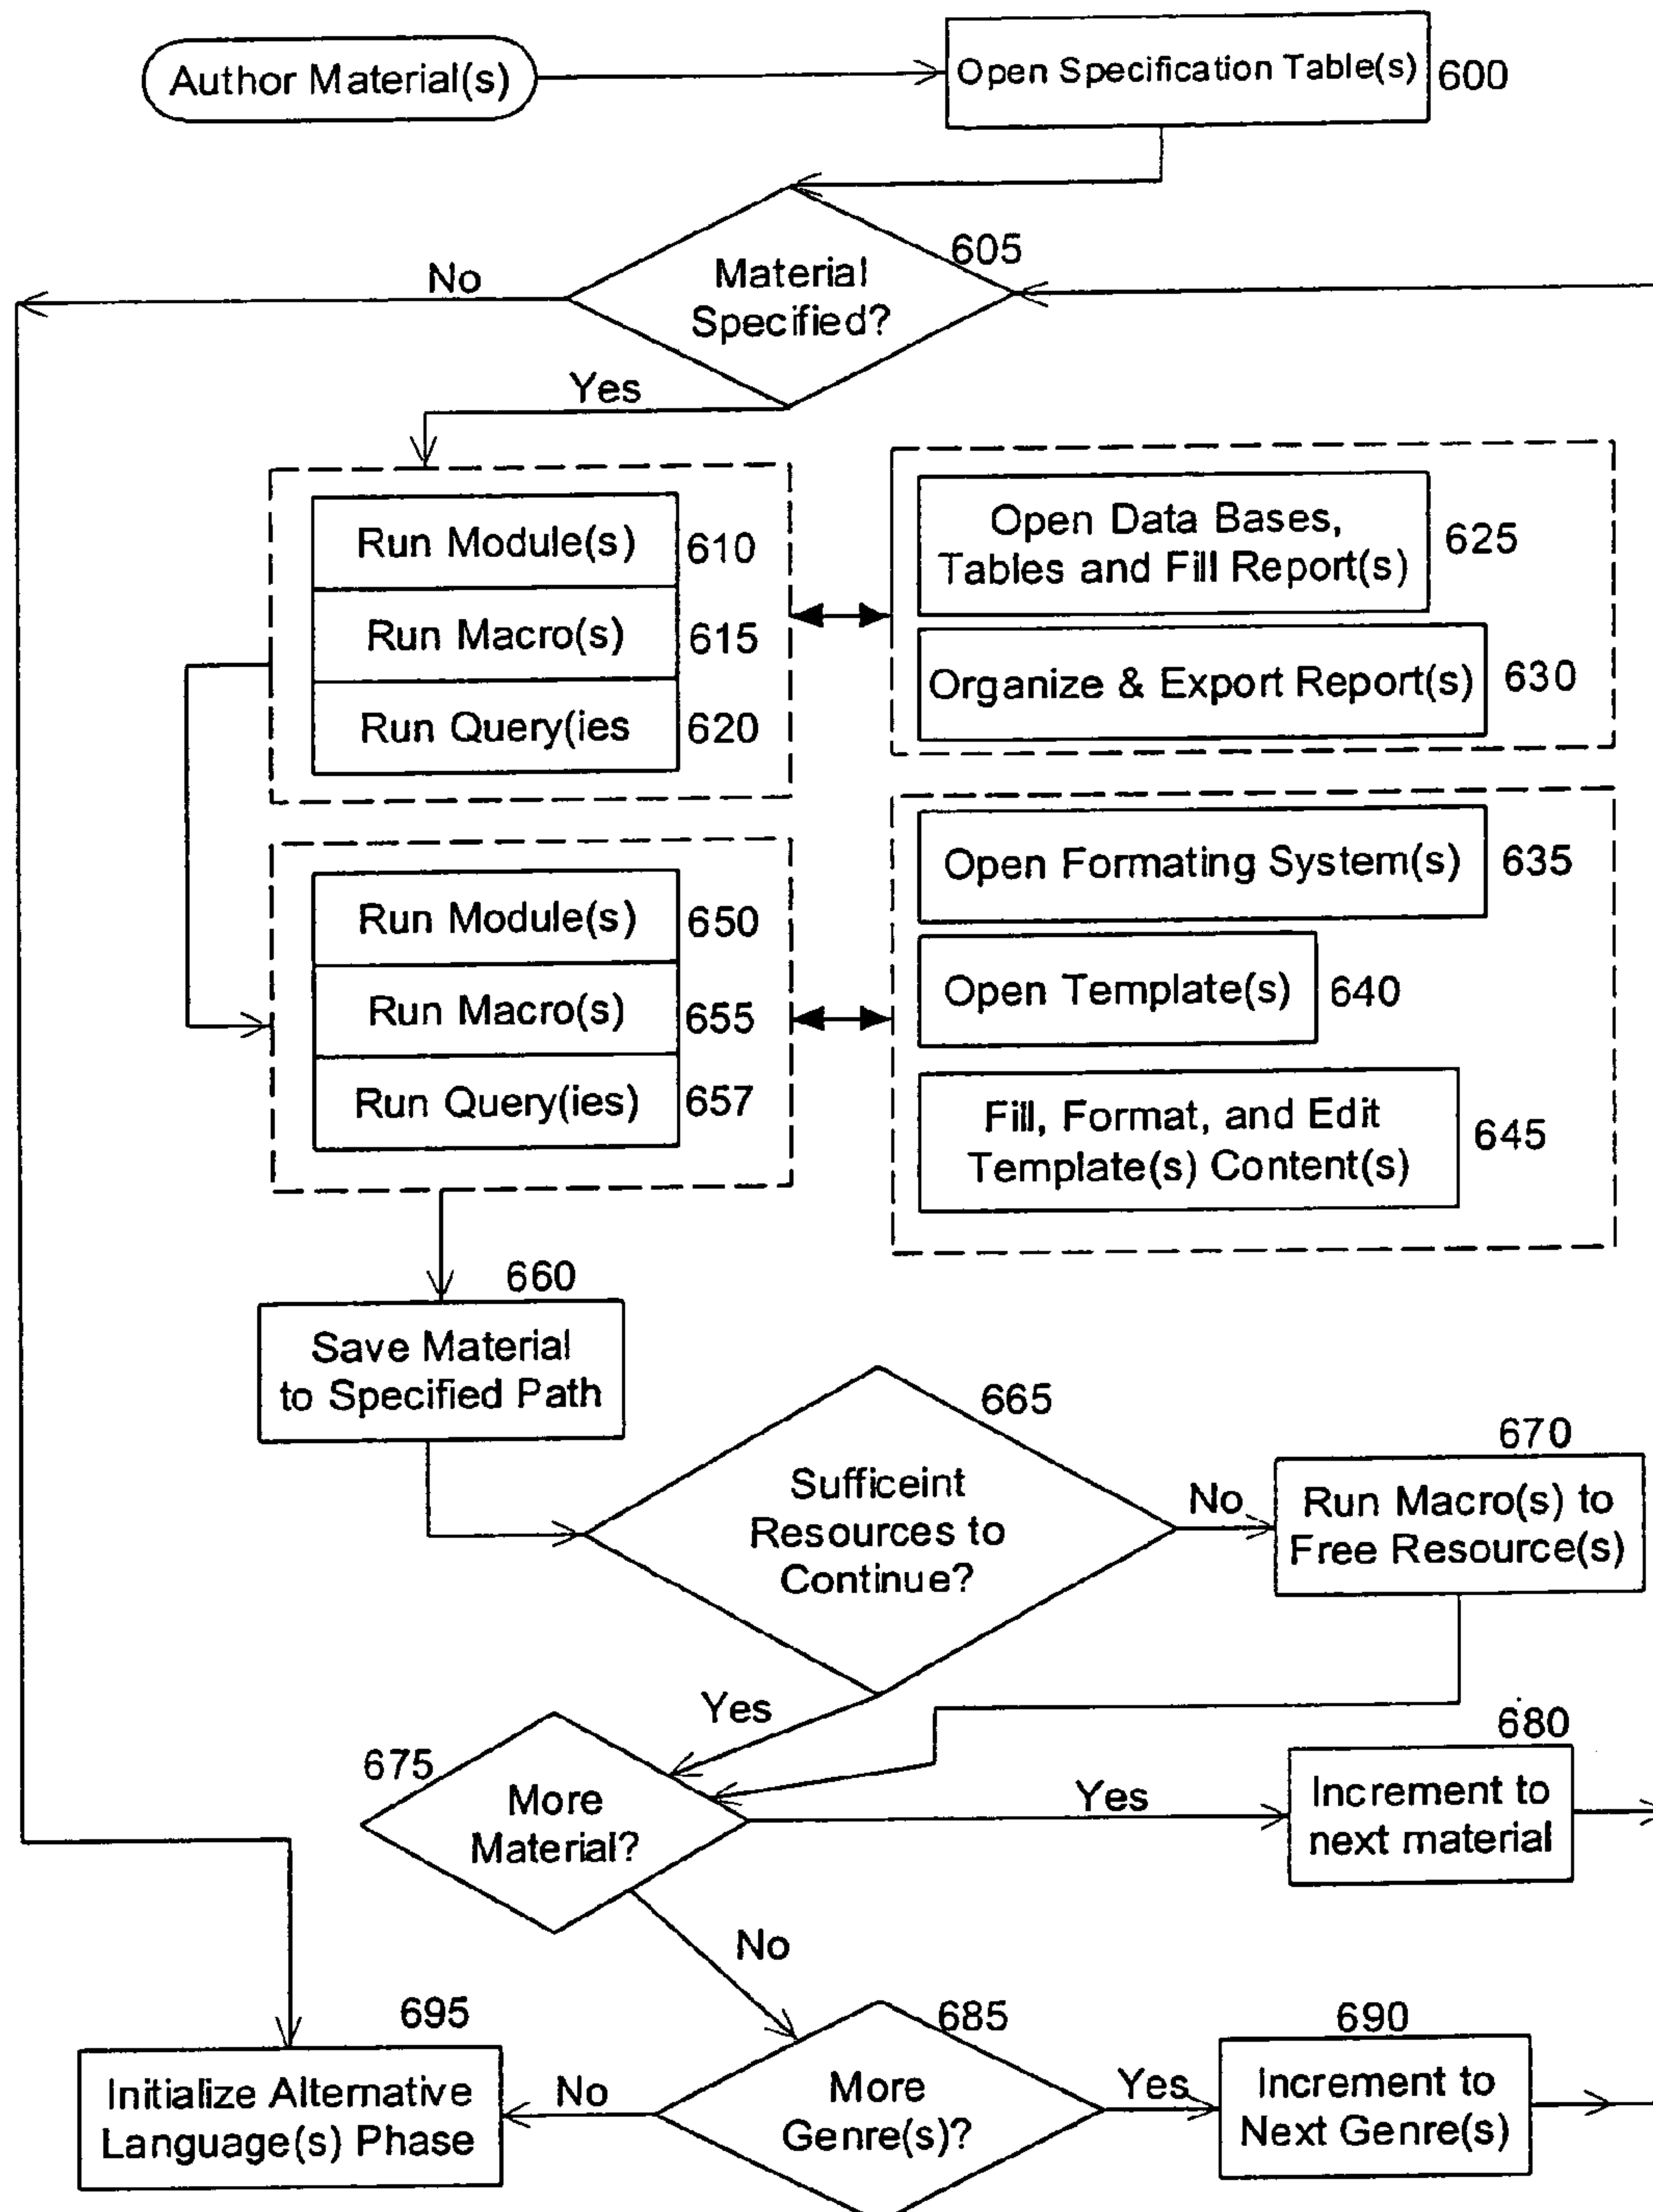 Author Material(s)
Open Specification Table(s)
600
605
Material
Specified?
No
Yes
Run Module(s)
610
Run Macro(s)
615
Run Query(ies
620
Open Data Bases,
Tables and Fill Report(s)
625
Organize & Export Report(s)
630
Open Formating System(s)
635
Open Template(s)
640
Fill, Format, and Edit
Template(s) Content(s)
645
Run Module(s)
650
Run Macro(s)
655
Run Query(ies)
657
660
Save Material
to Specified Path
665
Sufficeint
Resources to
Continue?
No
670
Run Macro(s) to
Free Resource(s)
Yes
675
More
Material?
Yes
680
Increment to
next material
No
685
More
Genre(s)?
Yes
690
Increment to
Next Genre(s)
No
695
Initialize Alternative
Language(s) Phase